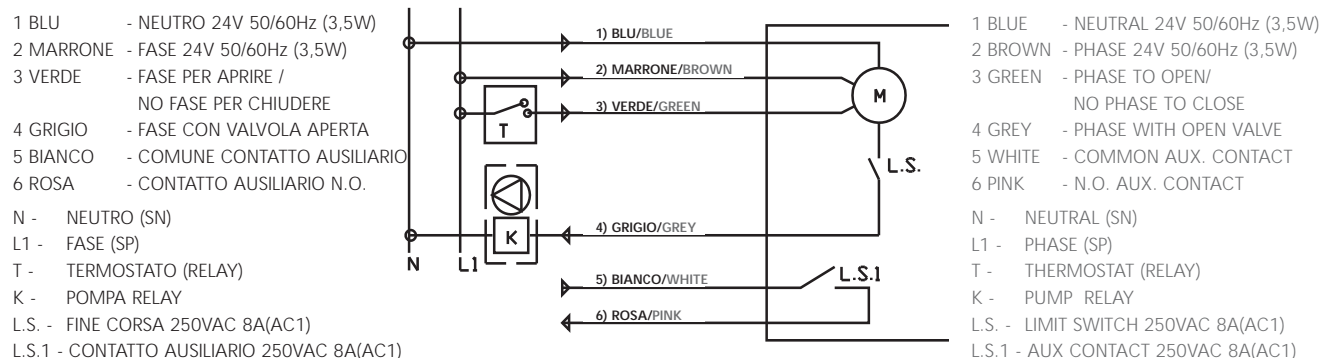 1 BLU - NEUTRO 24V 50/60Hz (3,5W)
2 MARRONE - FASE 24V 50/60Hz (3,5W)
3 VERDE - FASE PER APRIRE /
NO FASE PER CHIUDERE
4 GRIGIO - FASE CON VALVOLA APERTA
5 BIANCO - COMUNE CONTATTO AUSILIARIO
6 ROSA - CONTATTO AUSILIARIO N.O.
N - NEUTRO (SN)
L1 - FASE (SP)
T - TERMOSTATO (RELAY)
K - POMPA RELAY
L.S. - FINE CORSA 250VAC 8A(AC1)
L.S.1 - CONTATTO AUSILIARIO 250VAC 8A(AC1)
1) BLU/BLUE
2) MARRONE/BROWN
M
3) VERDE/GREEN
T
L.S.
4) GRIGIO/GREY
K
N L1
5) BIANCO/WHITE
L.S.1
6) ROSA/PINK
1 BLUE - NEUTRAL 24V 50/60Hz (3,5W)
2 BROWN - PHASE 24V 50/60Hz (3,5W)
3 GREEN - PHASE TO OPEN/
NO PHASE TO CLOSE
4 GREY - PHASE WITH OPEN VALVE
5 WHITE - COMMON AUX. CONTACT
6 PINK - N.O. AUX. CONTACT
N - NEUTRAL (SN)
L1 - PHASE (SP)
T - THERMOSTAT (RELAY)
K - PUMP RELAY
L.S. - LIMIT SWITCH 250VAC 8A(AC1)
L.S.1 - AUX CONTACT 250VAC 8A(AC1)